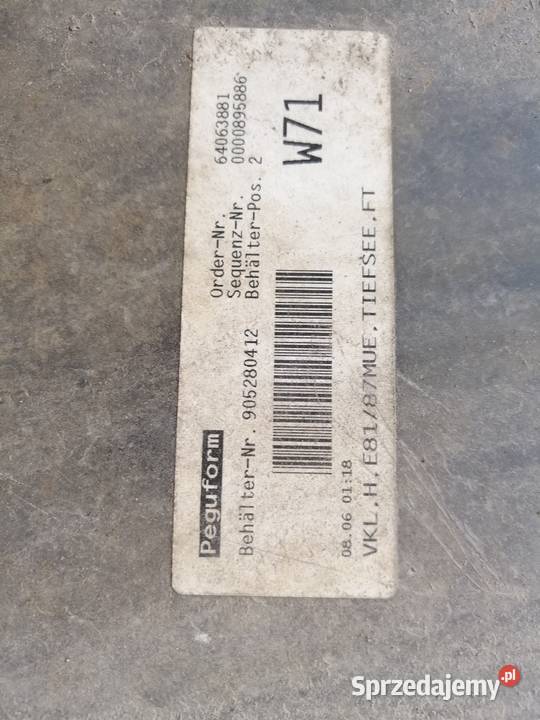 Peguform
Order-Nr. 64063881
Sequenz-Nr. 0000895886
Behälter-Nr. 905280412 Behälter-Pos. 2
W71
08.06 01:18
VKL,H,E81/87MUE,TIEFSEE,FT
Sprzedajemy.pl